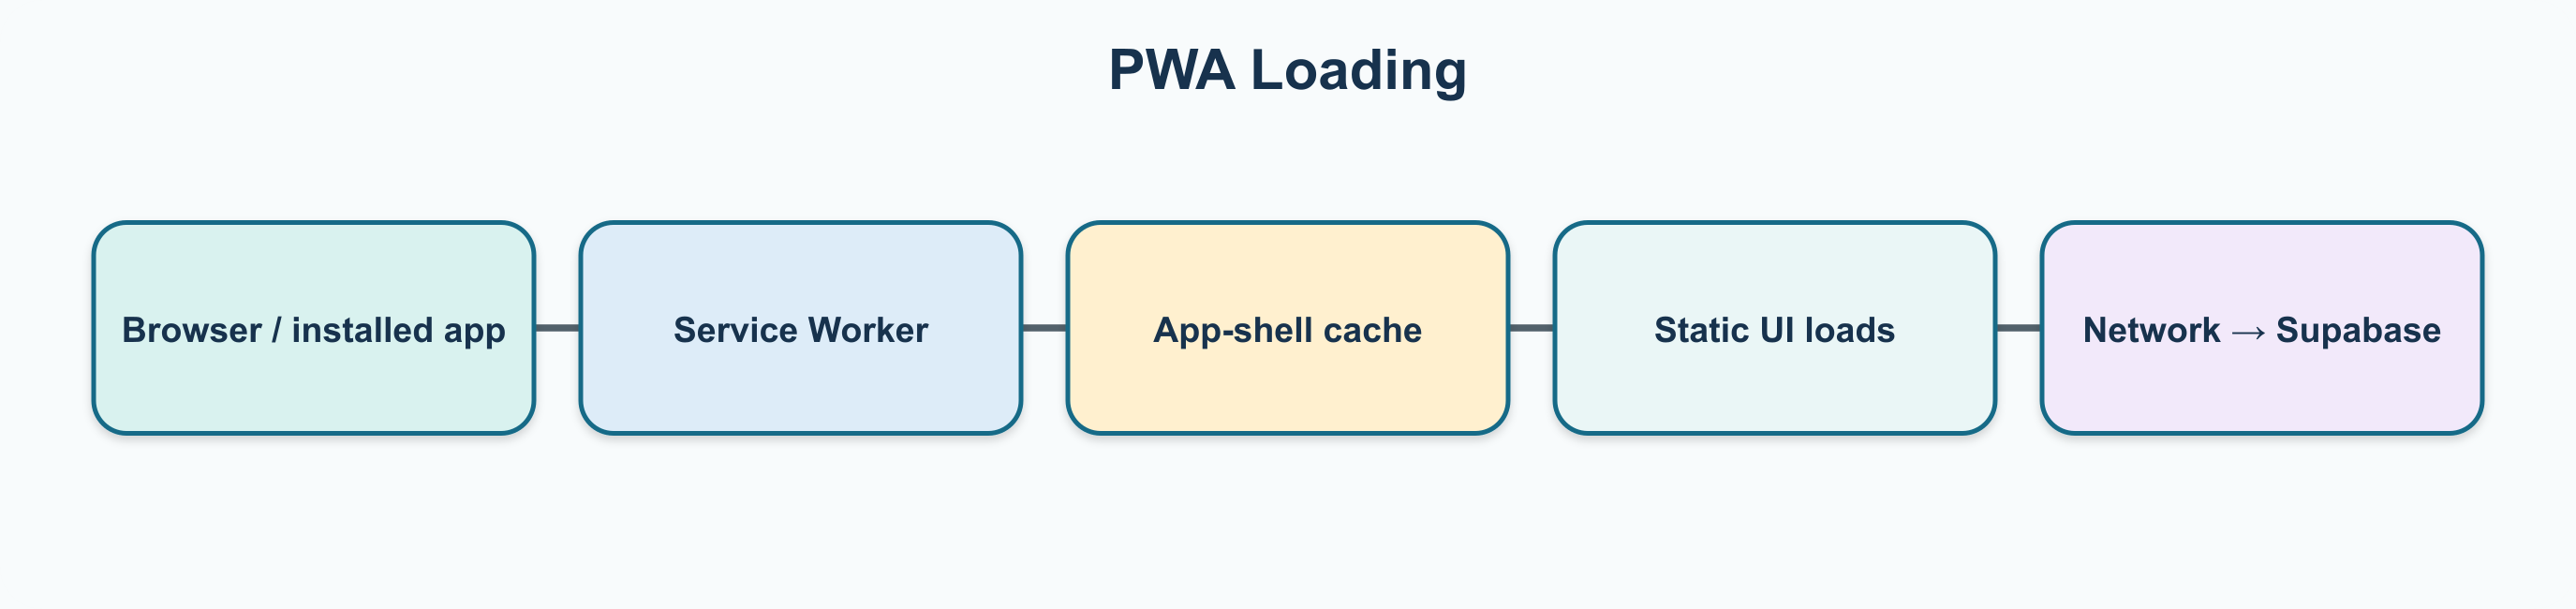 PWA Loading
Browser / installed app
Service Worker
App-shell cache
Static UI loads
Network → Supabase